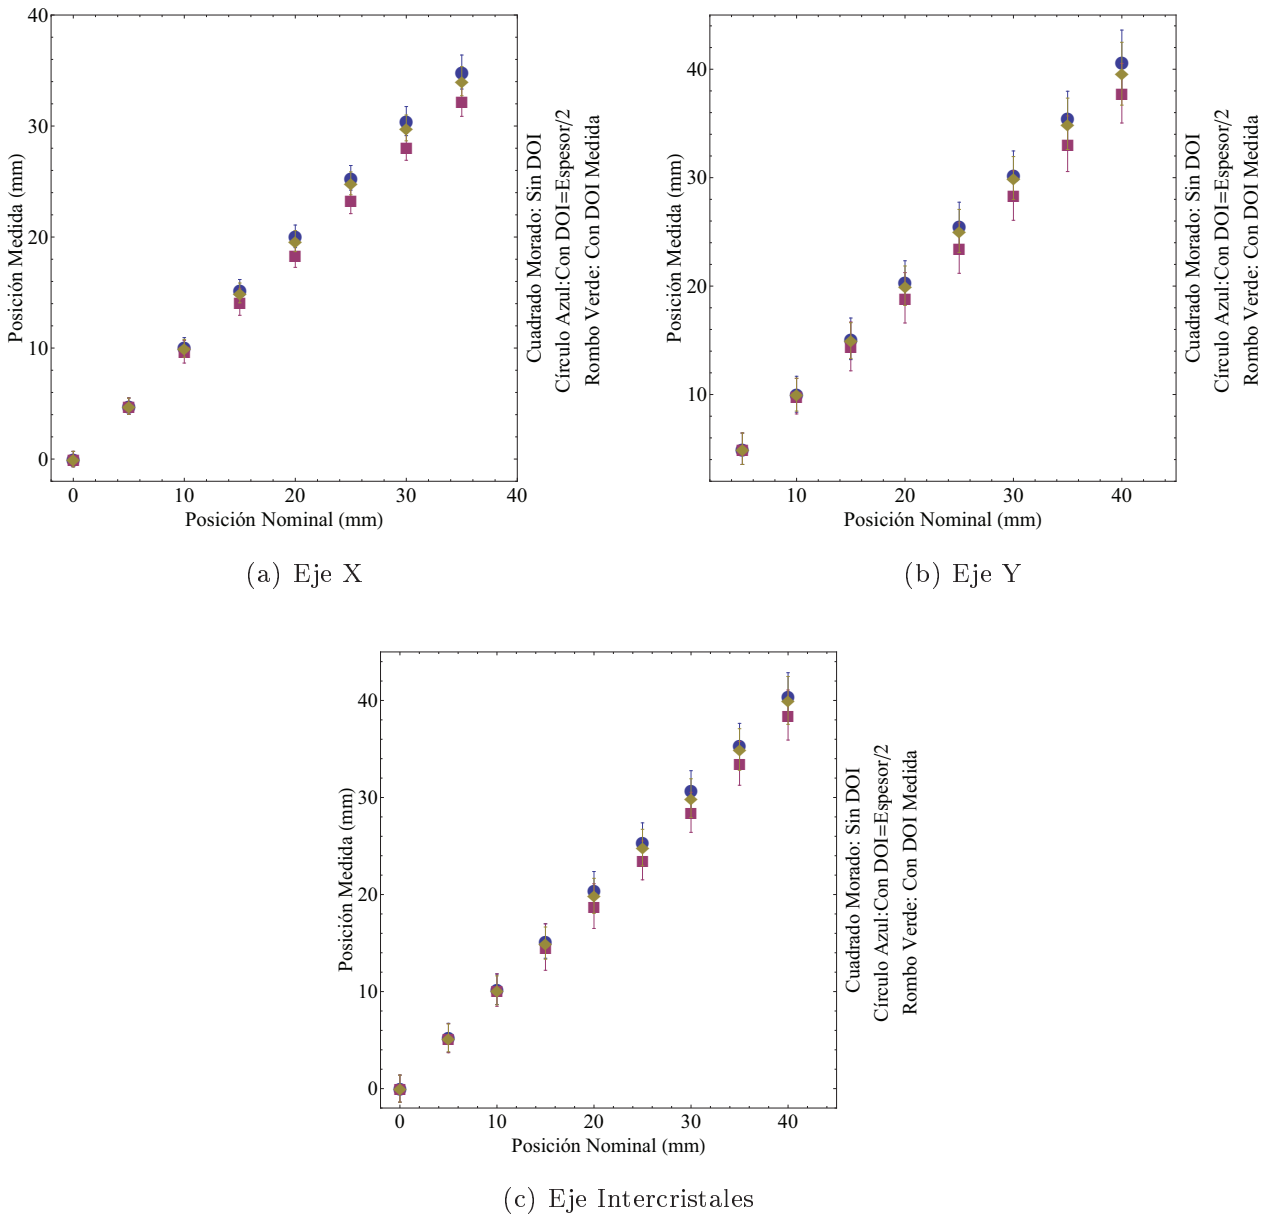 40
30
20
10
0
Posición Medida (mm)
0
10
20
30
40
Posición Nominal (mm)
Cuadrado Morado: Sin DOI
Círculo Azul:Con DOI=Espesor/2
Rombo Verde: Con DOI Medida
(a) Eje X
40
30
20
10
Posición Medida (mm)
10
20
30
40
Posición Nominal (mm)
Cuadrado Morado: Sin DOI
Círculo Azul:Con DOI=Espesor/2
Rombo Verde: Con DOI Medida
(b) Eje Y
40
30
20
10
0
Posición Medida (mm)
0
10
20
30
40
Posición Nominal (mm)
Cuadrado Morado: Sin DOI
Círculo Azul:Con DOI=Espesor/2
Rombo Verde: Con DOI Medida
(c) Eje Intercristales